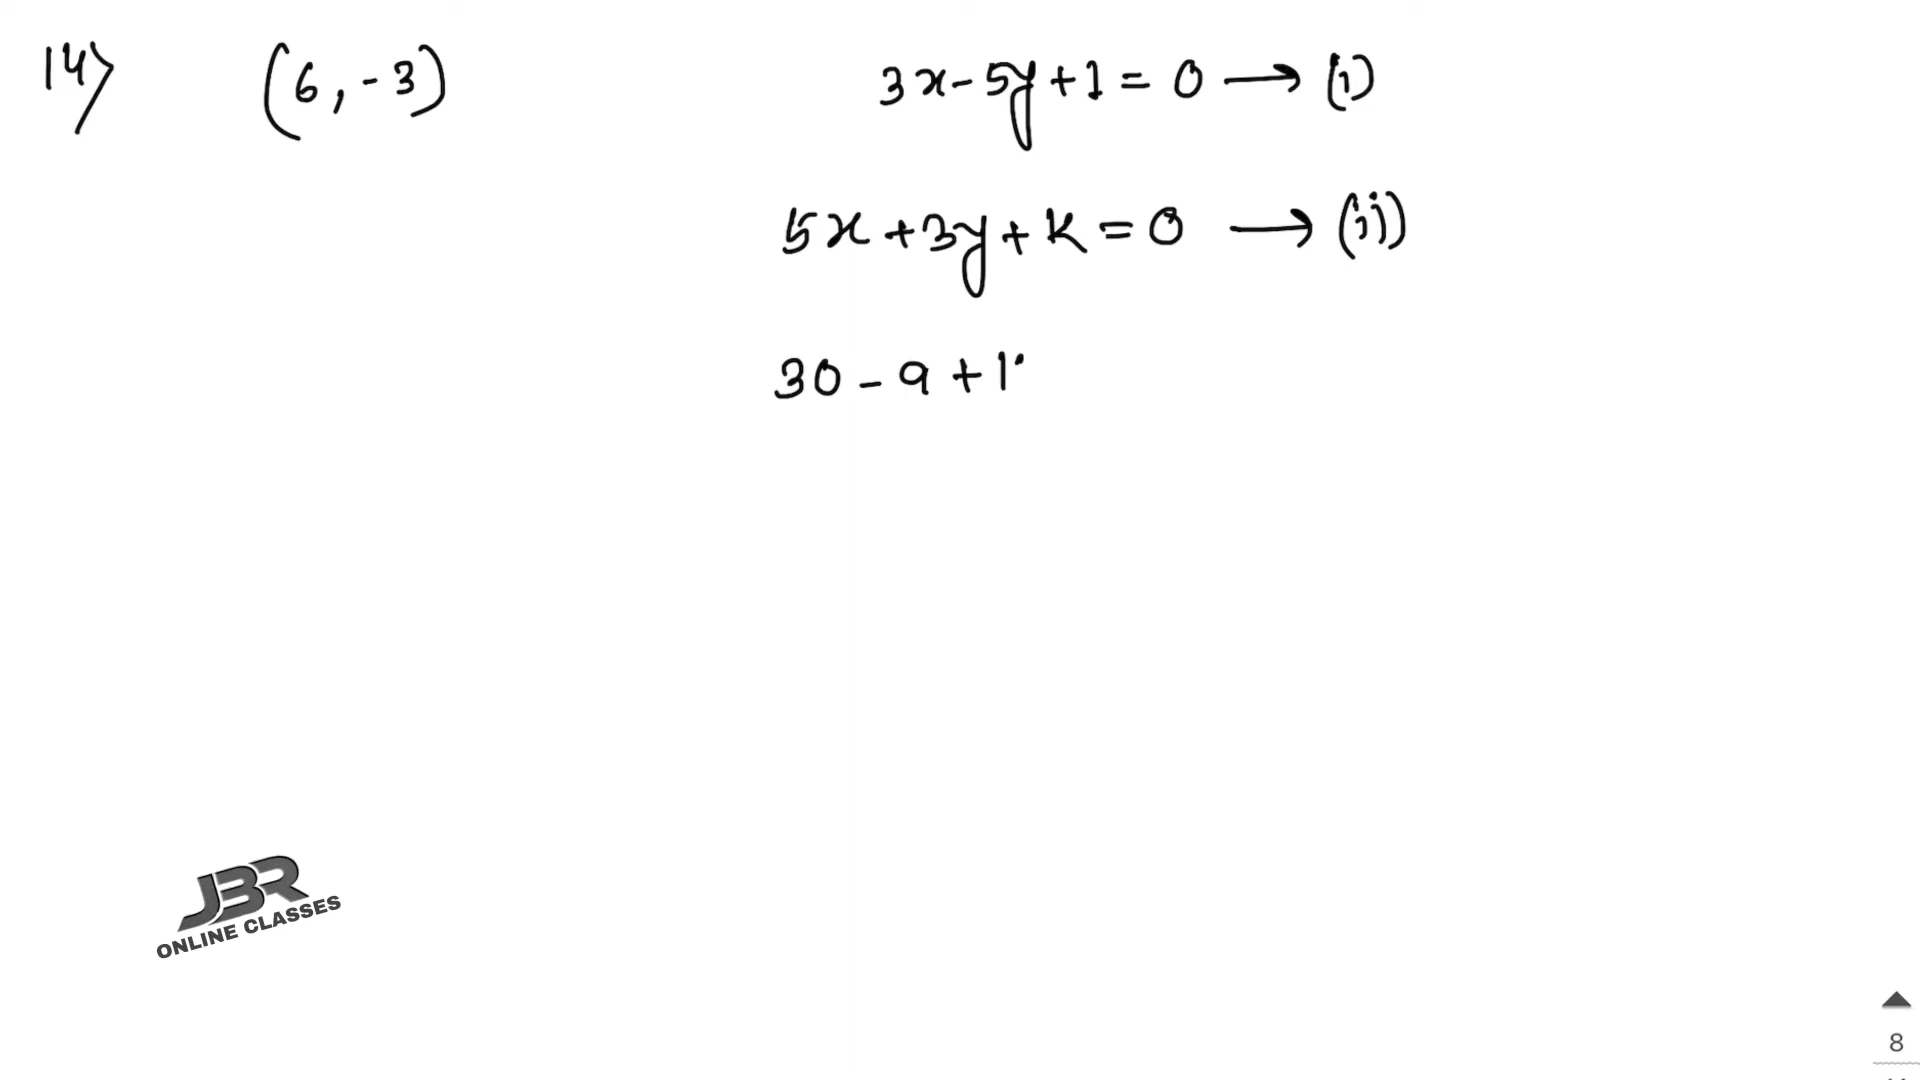 14) (6, -3) 3x - 5y + 1 = 0 → (i)
5x + 3y + k = 0 → (ii)
30 - 9 + 1
JBR
ONLINE CLASSES
8